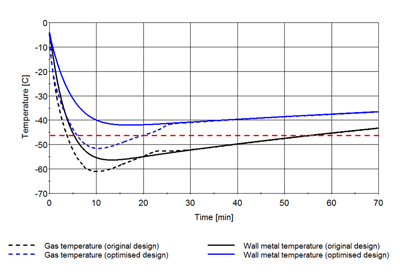 0
-10
-20
-30
-40
-50
-60
-70
Temperature [C]
0 10 20 30 40 50 60 70
Time [min]
Gas temperature (original design) Wall metal temperature (original design)
Gas temperature (optimised design) Wall metal temperature (optimised design)